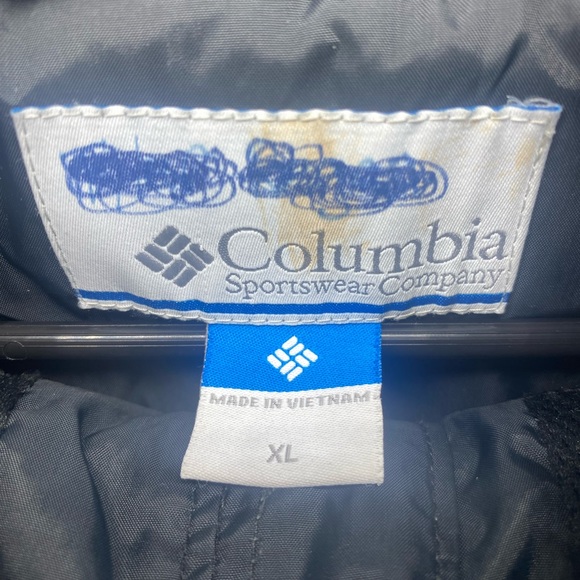 Columbia
Sportswear Company
MADE IN VIETNAM
XL